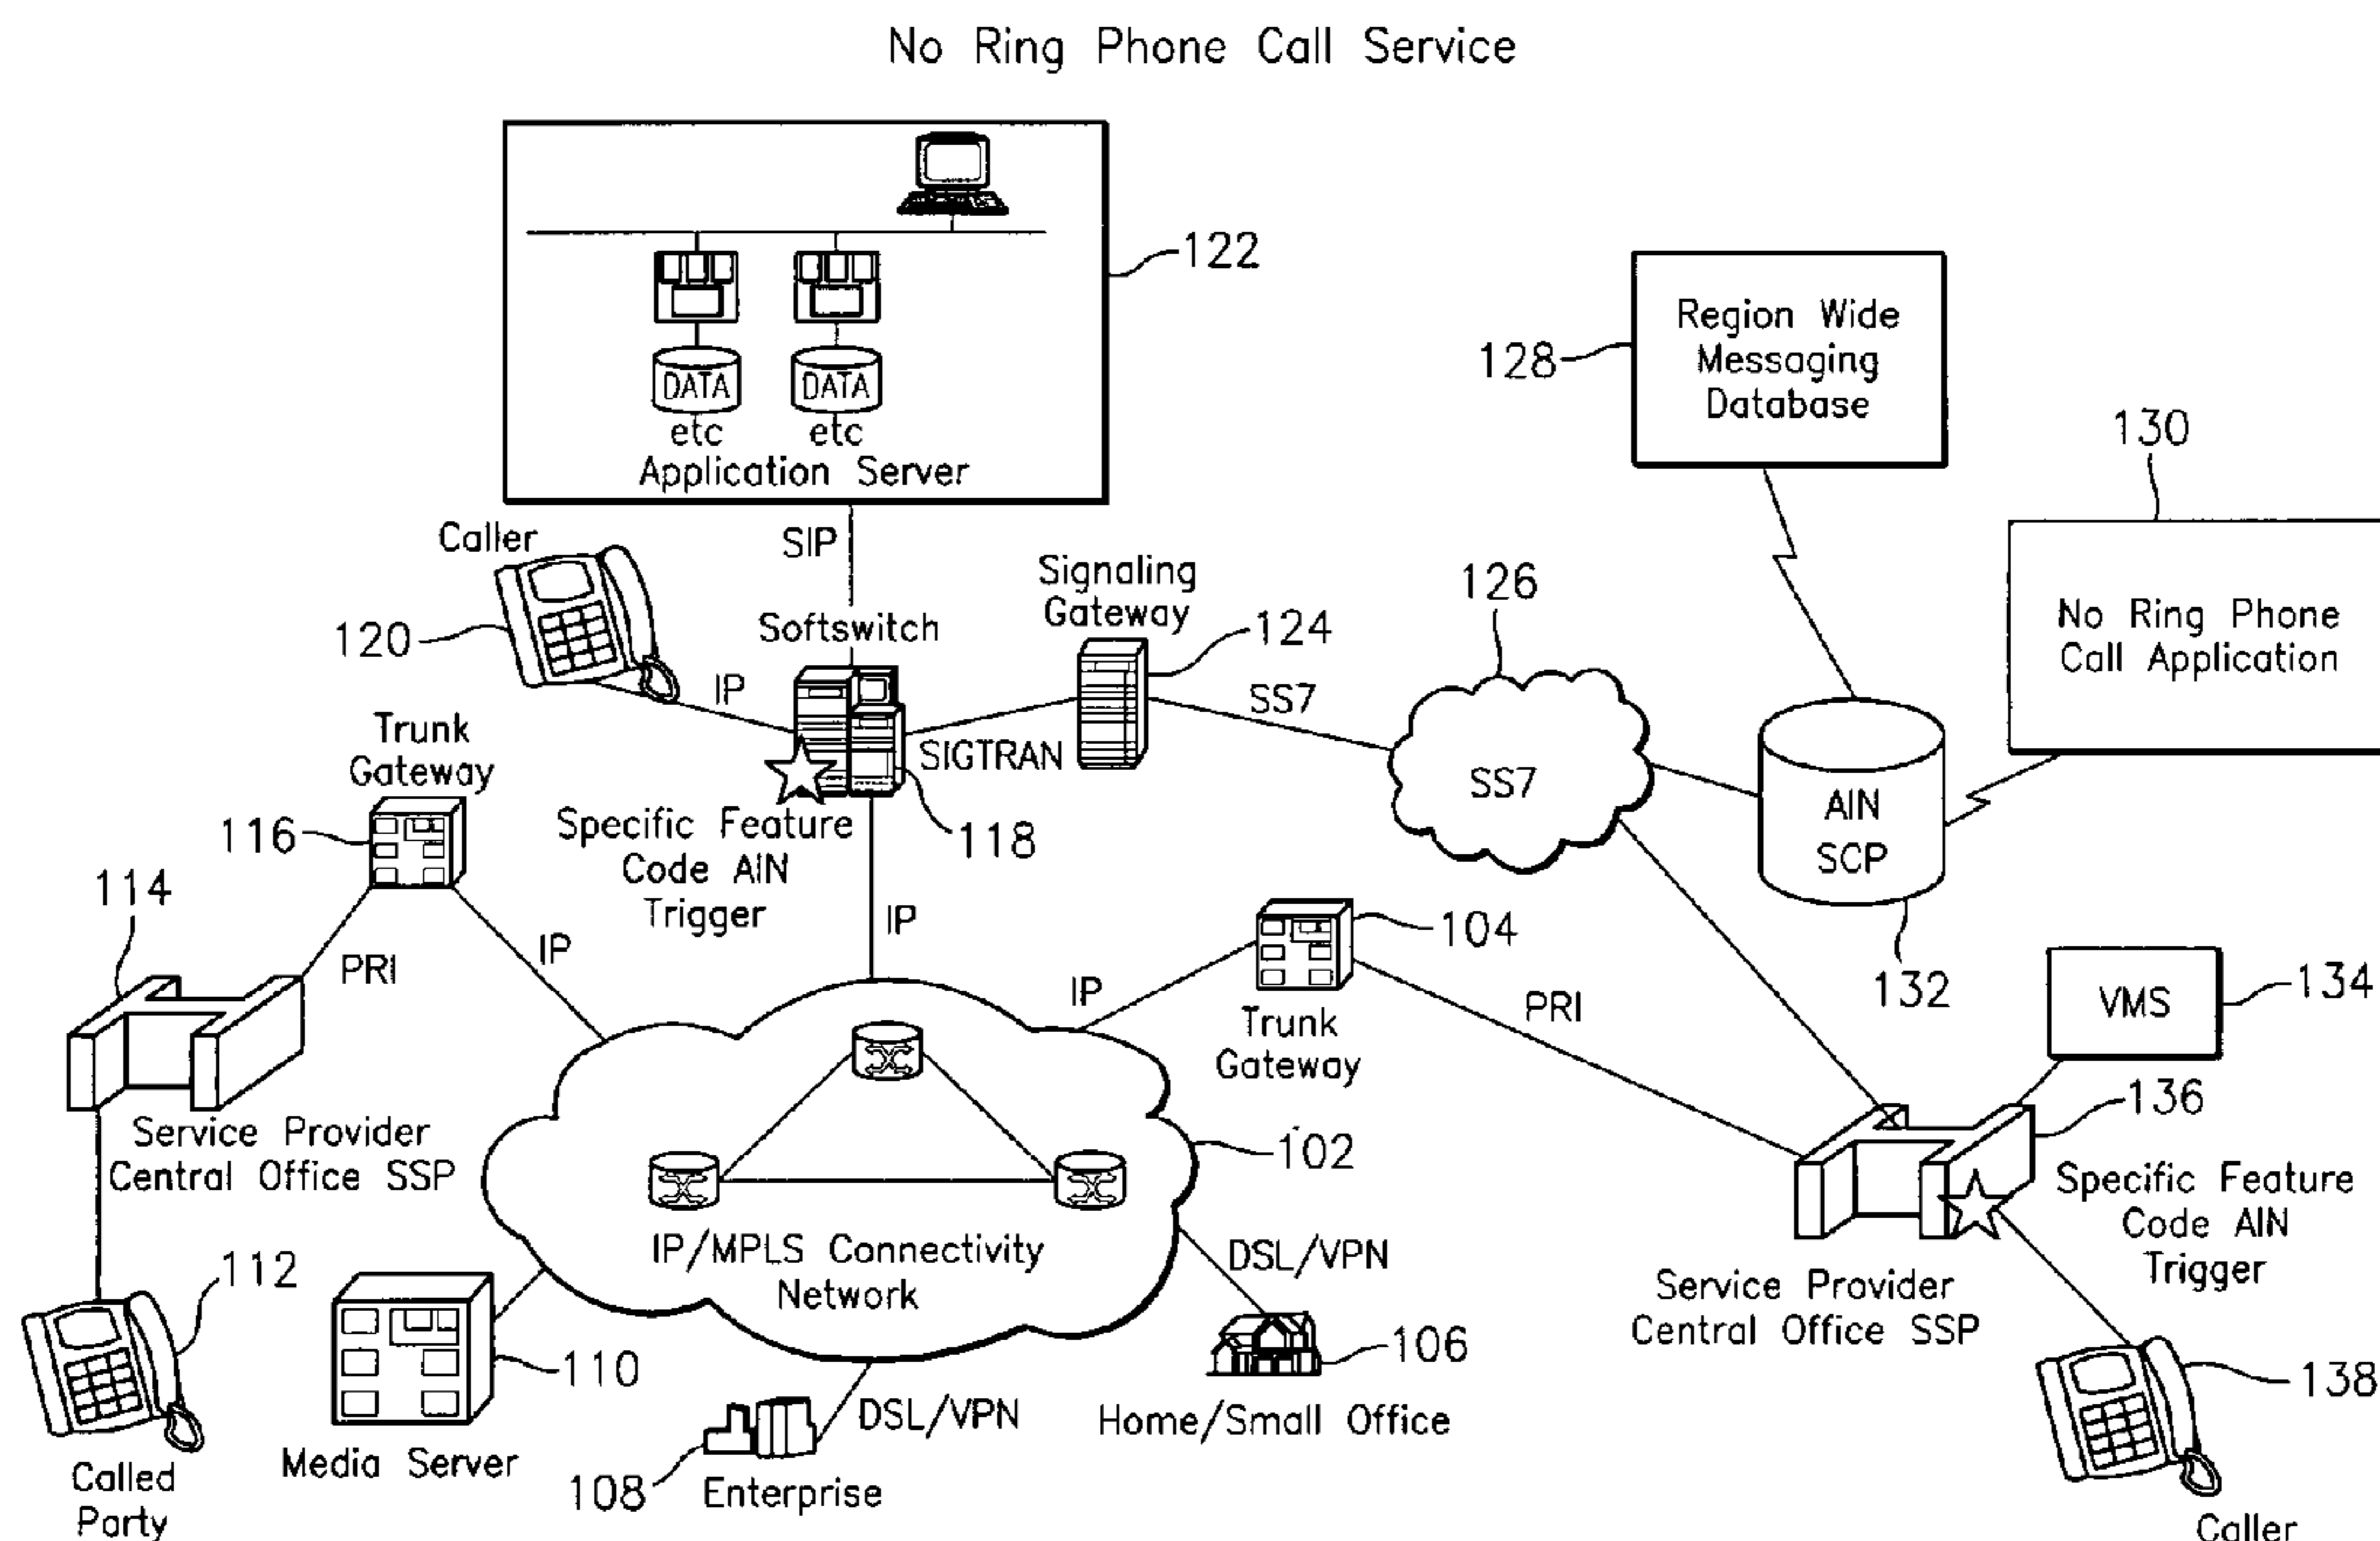 No Ring Phone Call Service
122
DATA
DATA
etc
etc
Application Server
Region Wide
Messaging
Database
128
130
No Ring Phone
Call Application
Caller
120
SIP
Softswitch
Signaling
Gateway
124
126
IP
SS7
SIGTRAN
SS7
AIN
SCP
132
Trunk
Gateway
116
Specific Feature
Code AIN
Trigger
118
114
PRI
IP
IP
IP
104
Trunk
Gateway
PRI
VMS
134
136
Service Provider
Central Office SSP
102
IP/MPLS Connectivity
Network
DSL/VPN
Specific Feature
Code AIN
Trigger
Service Provider
Central Office SSP
112
110
Media Server
Called
Party
108
Enterprise
DSL/VPN
106
Home/Small Office
138
Caller